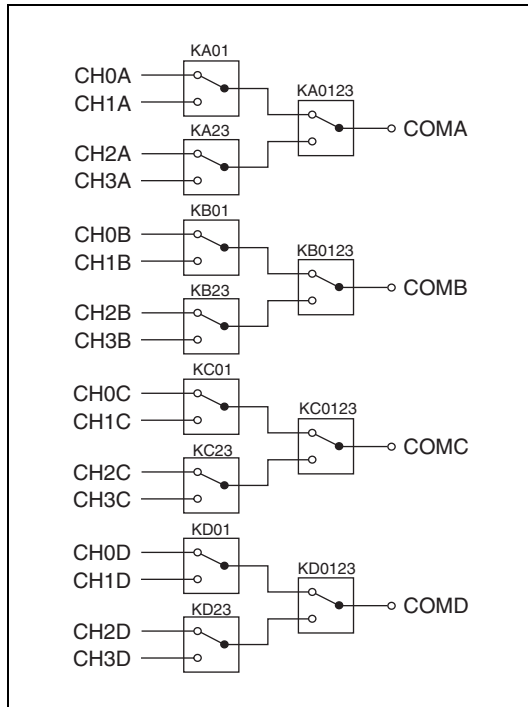 KA01
CH0A
KA0123
CH1A
COMA
KA23
CH2A
CH3A
KB01
CH0B
KB0123
CH1B
COMB
KB23
CH2B
CH3B
KC01
CH0C
KC0123
CH1C
COMC
KC23
CH2C
CH3C
KD01
CH0D
KD0123
CH1D
COMD
KD23
CH2D
CH3D